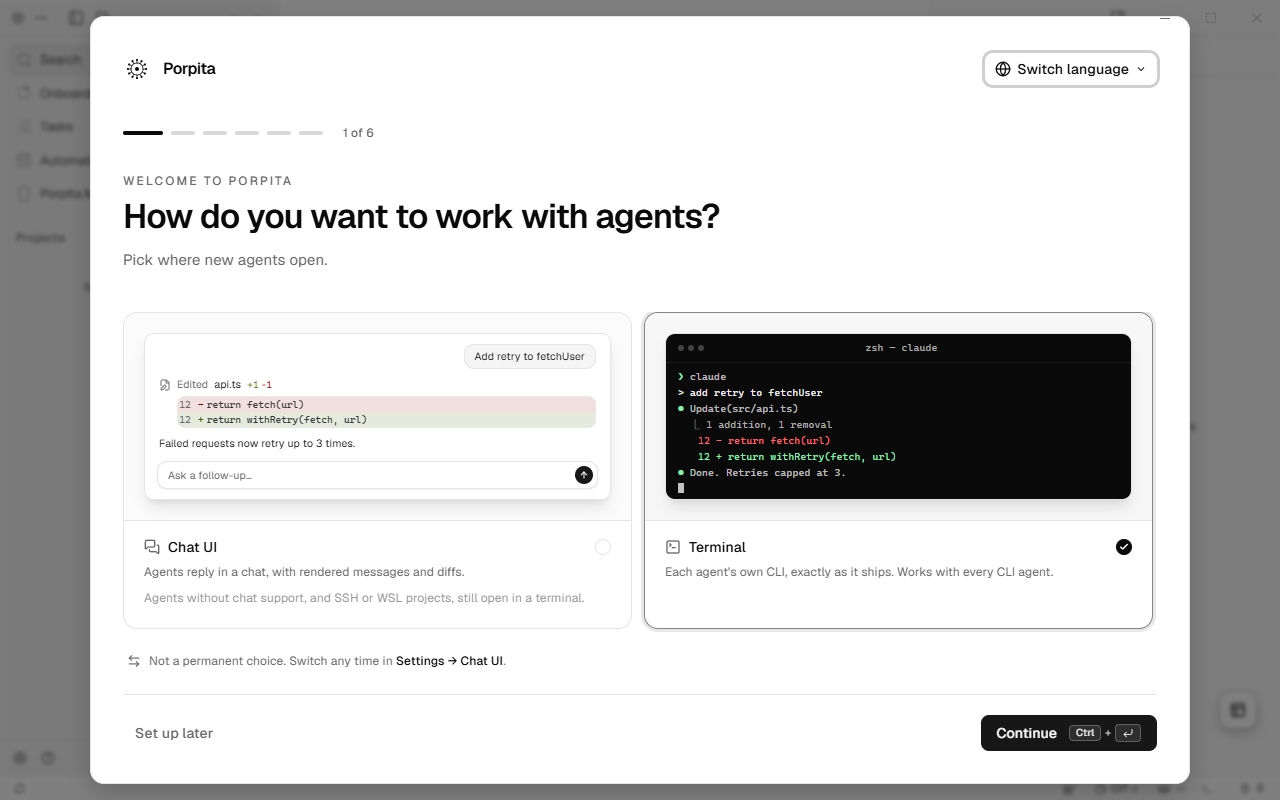 Search
Tasks
Projects
Porpita
Switch language
1 of 6
WELCOME TO PORPITA
How do you want to work with agents?
Pick where new agents open.
Add retry to fetchUser
Edited api.ts +1 -1
12 - return fetch(url)
12 + return withRetry(fetch, url)
Failed requests now retry up to 3 times.
Ask a follow-up…
Chat UI
Agents reply in a chat, with rendered messages and diffs.
Agents without chat support, and SSH or WSL projects, still open in a terminal.
zsh — claude
❯ claude
> add retry to fetchUser
● Update(src/api.ts)
⎿ 1 addition, 1 removal
12 - return fetch(url)
12 + return withRetry(fetch, url)
● Done. Retries capped at 3.
Terminal
Each agent's own CLI, exactly as it ships. Works with every CLI agent.
Not a permanent choice. Switch any time in Settings → Chat UI.
Set up later
Continue Ctrl + ↵